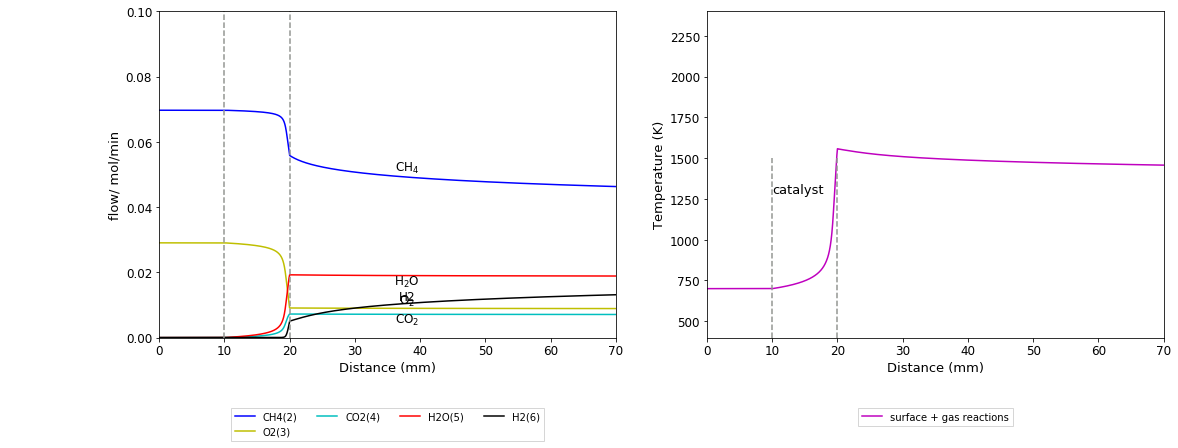 0.10
0.08
0.06
0.04
0.02
0.00
flow/ mol/min
CH₄
H₂O
H2
O₂
CO₂
0 10 20 30 40 50 60 70
Distance (mm)
CH4(2) CO2(4) H2O(5) H2(6)
O2(3)
2250
2000
1750
1500
1250
1000
750
500
Temperature (K)
catalyst
0 10 20 30 40 50 60 70
Distance (mm)
surface + gas reactions